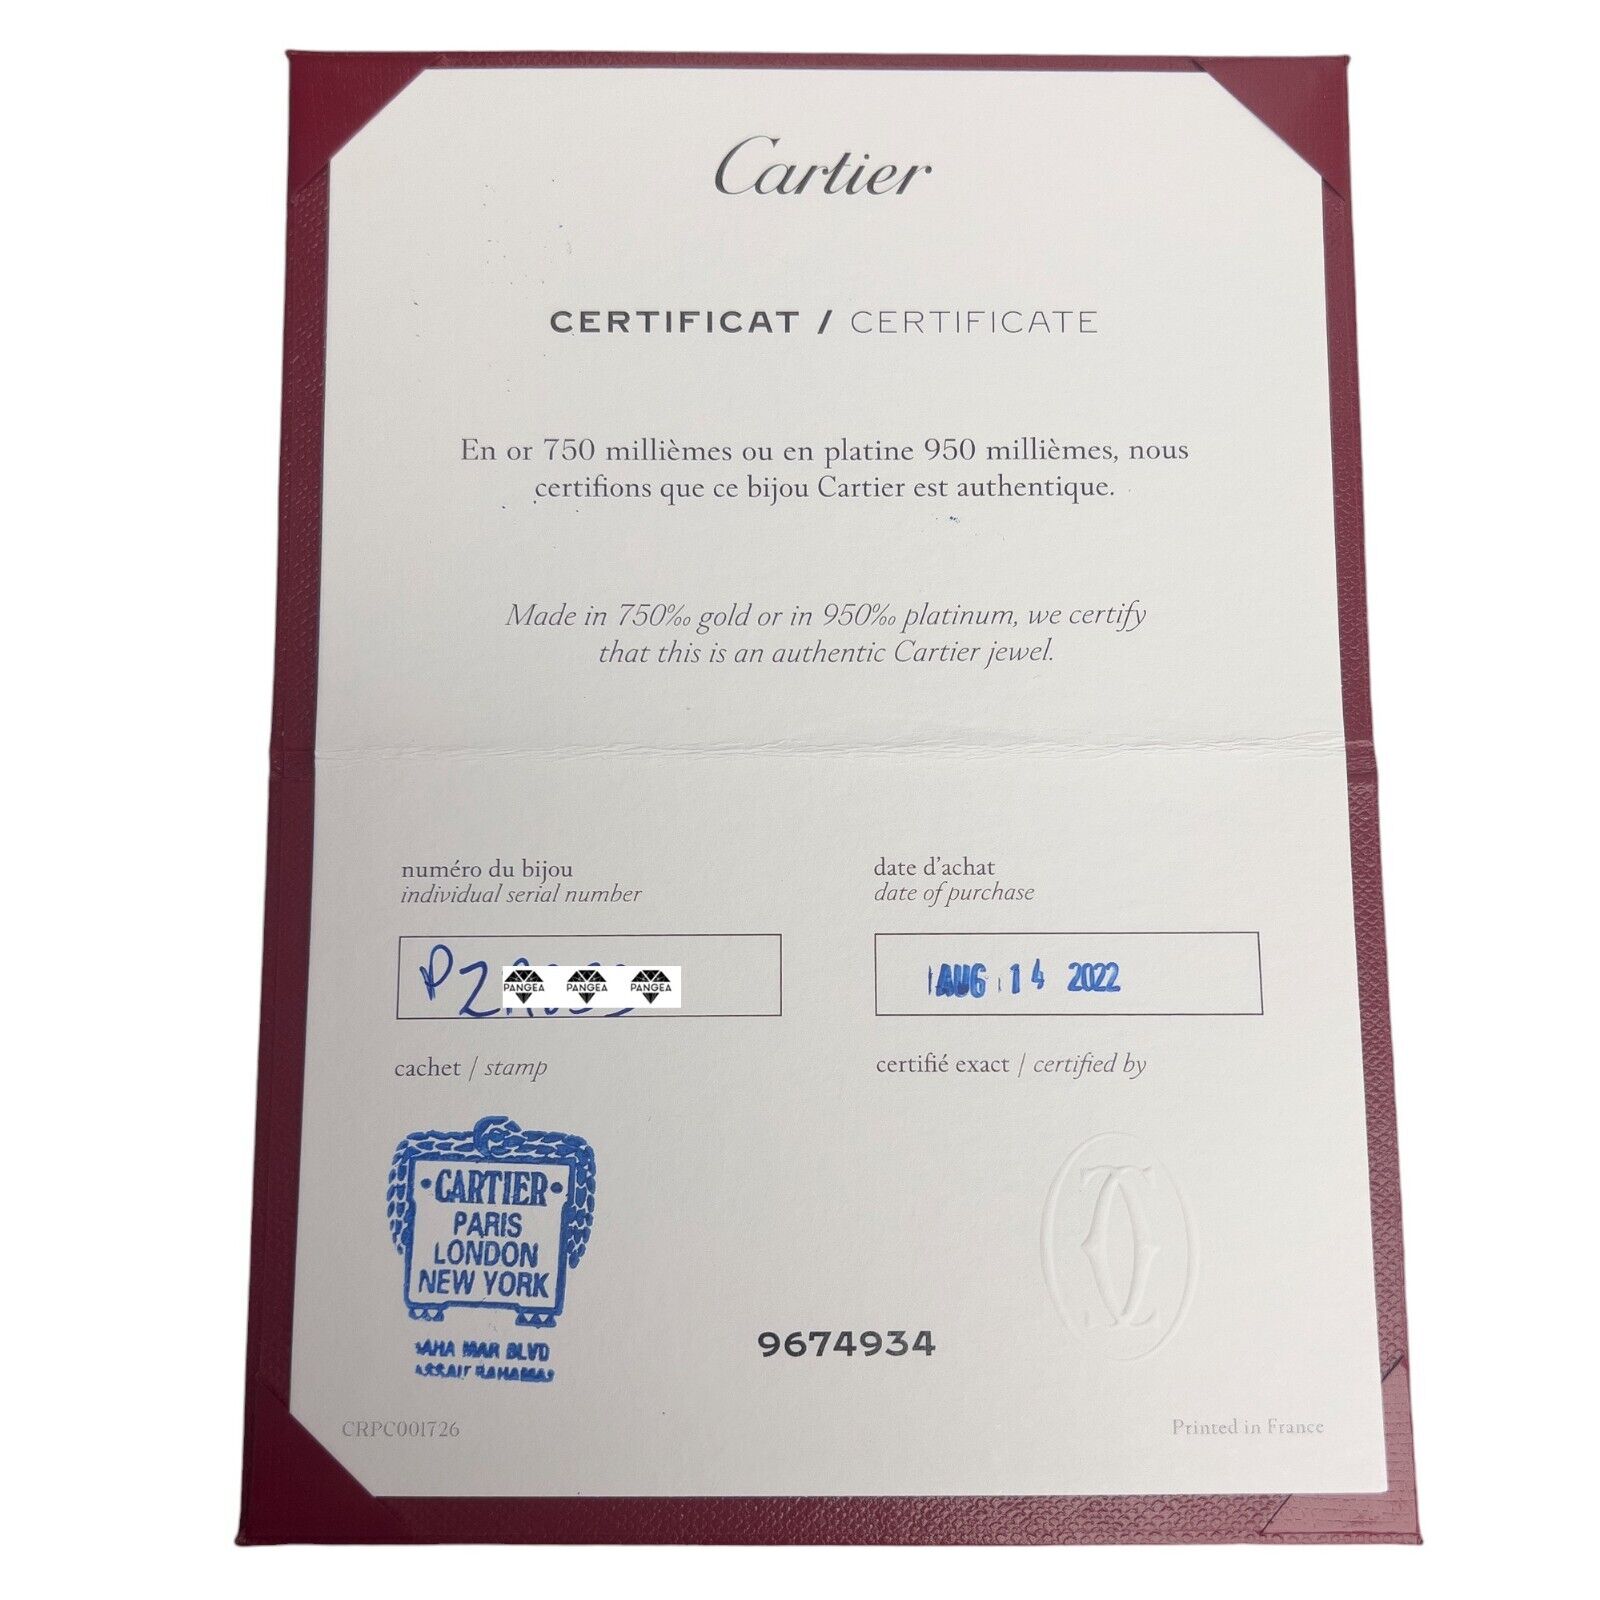 Cartier
CERTIFICAT / CERTIFICATE
En or 750 millièmes ou en platine 950 millièmes, nous
certifions que ce bijou Cartier est authentique.
Made in 750‰ gold or in 950‰ platinum, we certify
that this is an authentic Cartier jewel.
numéro du bijou
individual serial number
date d'achat
date of purchase
PANGEA PANGEA PANGEA
AUG 14 2022
cachet / stamp
certifié exact / certified by
·CARTIER·
PARIS
LONDON
NEW YORK
MAR BLVD
9674934
CRPC001726
Printed in France